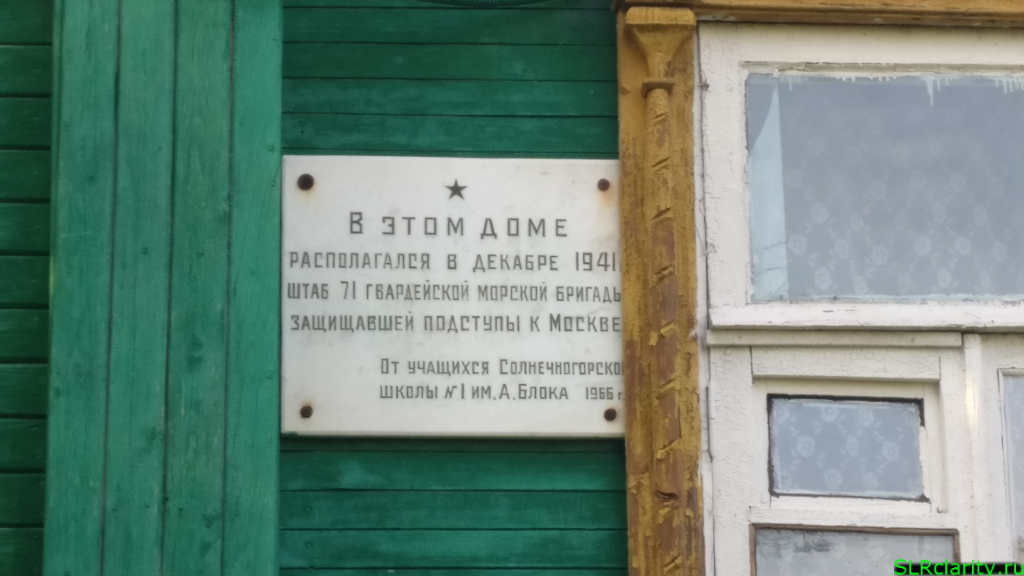 В ЭТОМ ДОМЕ
РАСПОЛАГАЛСЯ В ДЕКАБРЕ 1941
ШТАБ 71 ГВАРДЕЙСКОЙ МОРСКОЙ БРИГАДЫ
ЗАЩИЩАВШЕЙ ПОДСТУПЫ К МОСКВЕ
ОТ УЧАЩИХСЯ СОЛНЕЧНОГОРСКОЙ
ШКОЛЫ №1 ИМ. А. БЛОКА 1966 г.
SLRclarity.ru